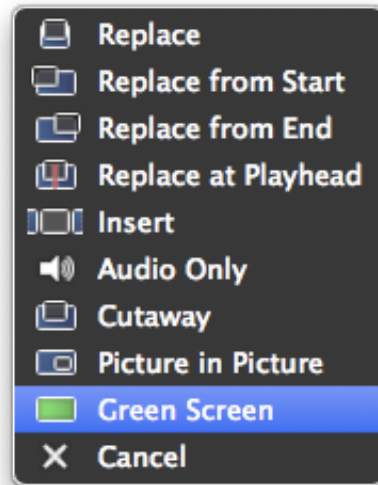 Replace
Replace from Start
Replace from End
Replace at Playhead
Insert
Audio Only
Cutaway
Picture in Picture
Green Screen
Cancel